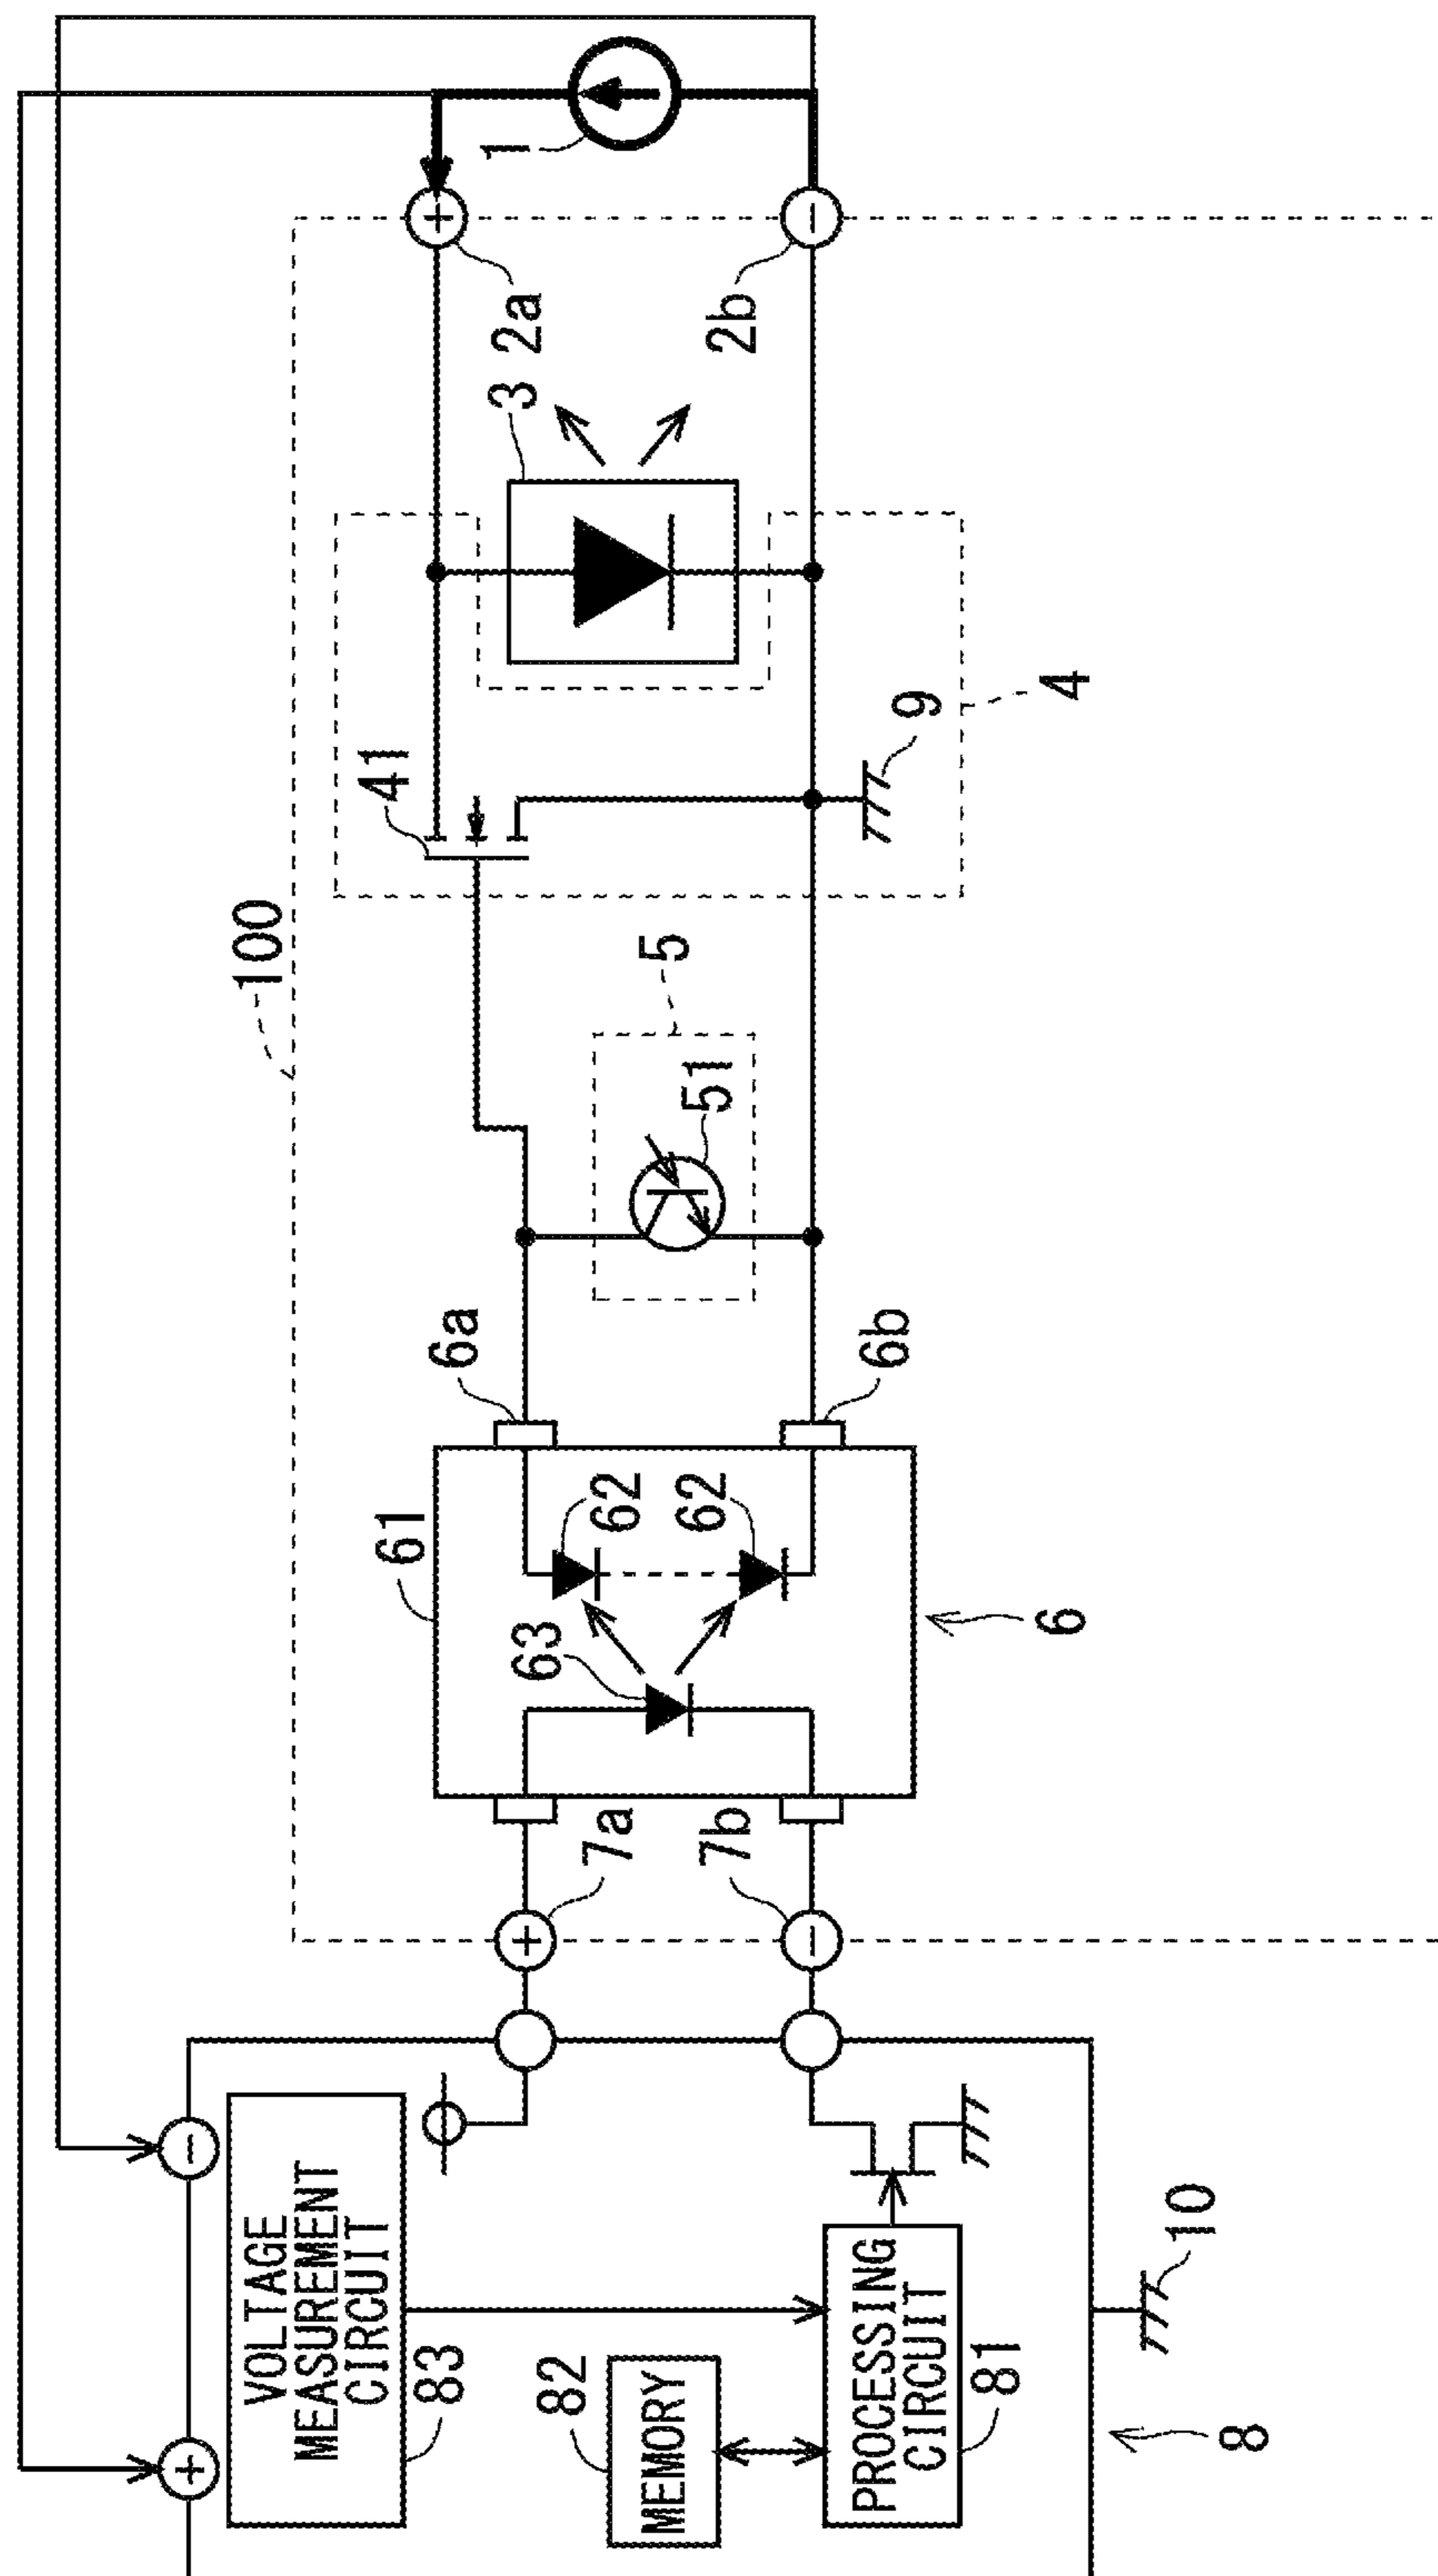 1
2a
2b
3
4
9
41
100
5
51
6a
6b
61
62
62
63
6
7a
7b
VOLTAGE
MEASUREMENT
CIRCUIT
83
82
MEMORY
PROCESSING
CIRCUIT
81
10
8
+
−
+
−
+
−